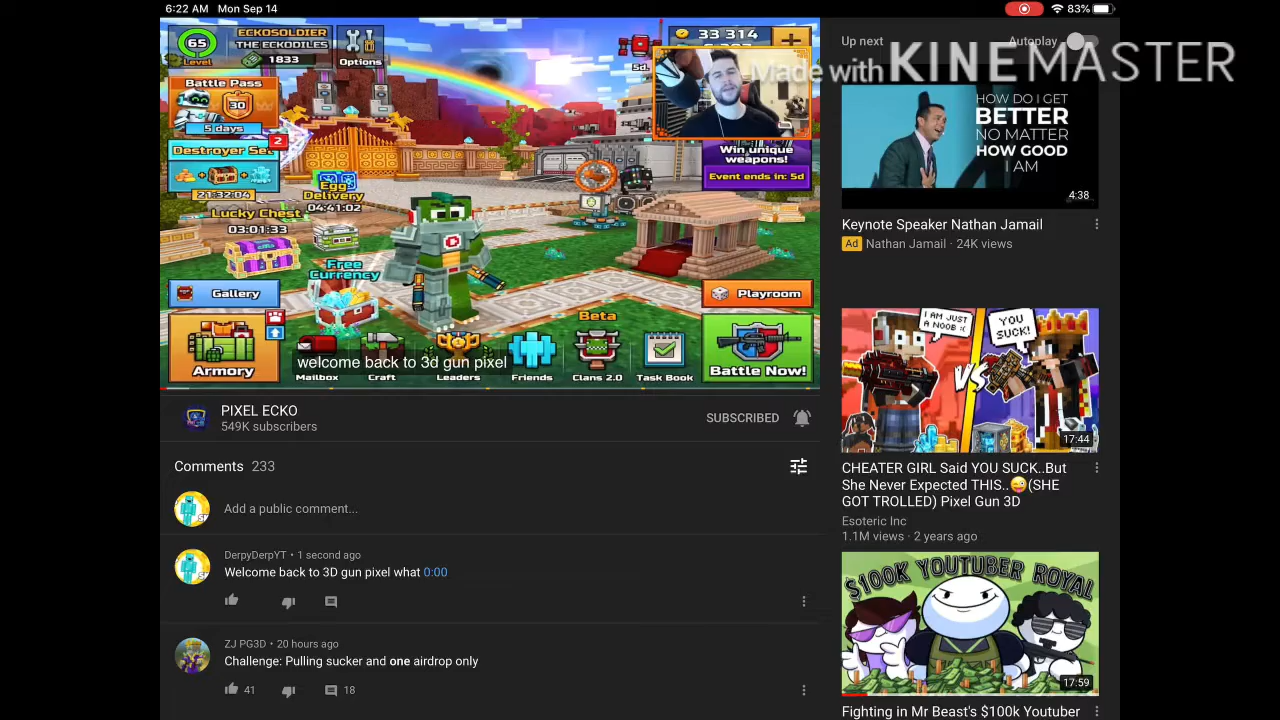 6:22 AM Mon Sep 14
83%
65
Level
ECKOSOLDIER
THE ECKODILES
1833
Options
33 314
5d
Battle Pass
30
5 days
2
Destroyer Set
21:32:04
Egg
Delivery
04:41:02
Lucky Chest
03:01:33
Free
Currency
Win unique
weapons!
Event ends in: 5d
Gallery
Playroom
Beta
Armory
welcome back to 3d gun pixel
Mailbox
Craft
Leaders
Friends
Clans 2.0
Task Book
Battle Now!
PIXEL ECKO
549K subscribers
SUBSCRIBED
Comments 233
Add a public comment...
DerpyDerpYT • 1 second ago
Welcome back to 3D gun pixel what 0:00
ZJ PG3D • 20 hours ago
Challenge: Pulling sucker and one airdrop only
41
18
Up next
Autoplay
Made with KINEMASTER
HOW DO I GET
BETTER
NO MATTER
HOW GOOD
I AM
4:38
Keynote Speaker Nathan Jamail
Ad Nathan Jamail · 24K views
I AM JUST
A NOOB :(
YOU
SUCK!
VS
17:44
CHEATER GIRL Said YOU SUCK..But
She Never Expected THIS..😜(SHE
GOT TROLLED) Pixel Gun 3D
Esoteric Inc
1.1M views · 2 years ago
$100K YOUTUBER ROYAL
17:59
Fighting in Mr Beast's $100k Youtuber